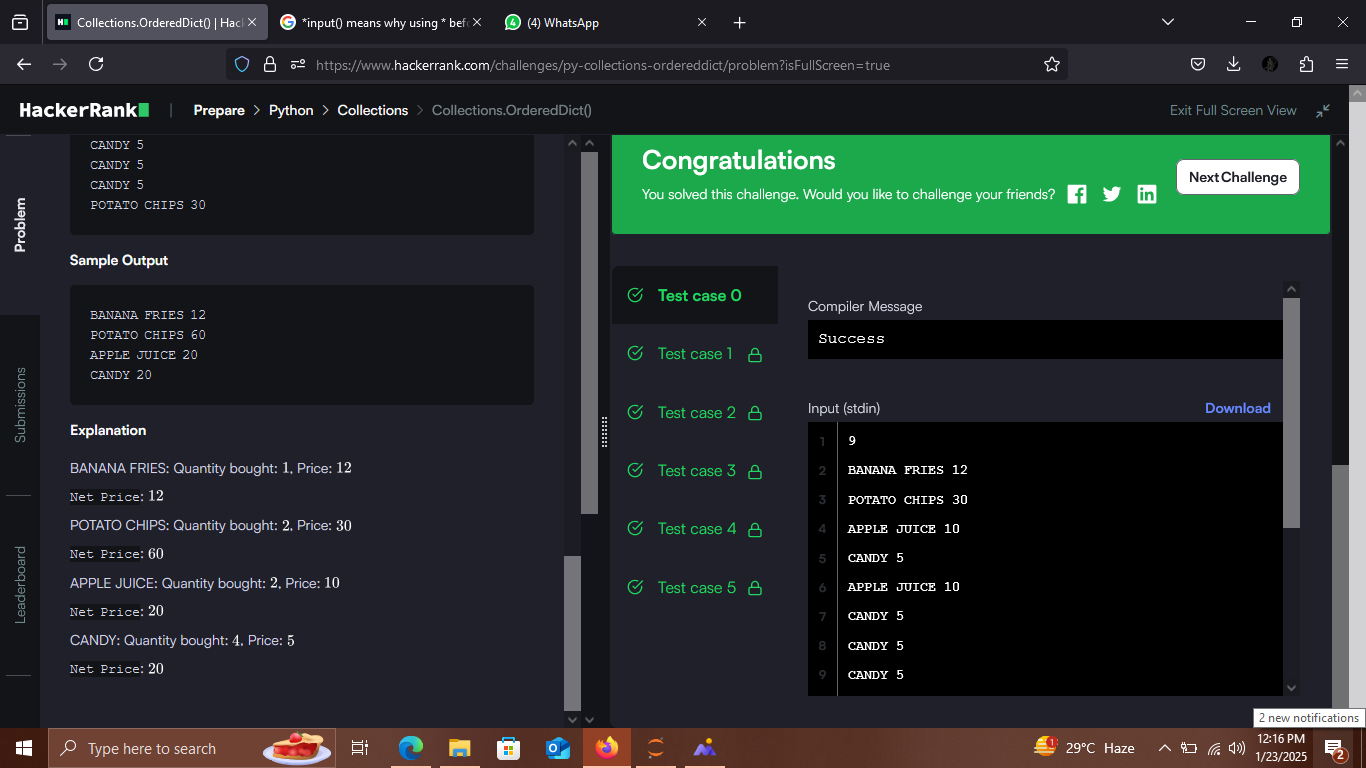 Collections.OrderedDict() | Hac
*input() means why using * befo
(4) WhatsApp
https://www.hackerrank.com/challenges/py-collections-ordereddict/problem?isFullScreen=true
HackerRank
Prepare > Python > Collections > Collections.OrderedDict()
Exit Full Screen View
Problem
Submissions
Leaderboard
CANDY 5
CANDY 5
CANDY 5
POTATO CHIPS 30
Sample Output
BANANA FRIES 12
POTATO CHIPS 60
APPLE JUICE 20
CANDY 20
Explanation
BANANA FRIES: Quantity bought: 1, Price: 12
Net Price: 12
POTATO CHIPS: Quantity bought: 2, Price: 30
Net Price: 60
APPLE JUICE: Quantity bought: 2, Price: 10
Net Price: 20
CANDY: Quantity bought: 4, Price: 5
Net Price: 20
Congratulations
You solved this challenge. Would you like to challenge your friends?
Next Challenge
Test case 0
Test case 1
Test case 2
Test case 3
Test case 4
Test case 5
Compiler Message
Success
Input (stdin)
Download
1 9
2 BANANA FRIES 12
3 POTATO CHIPS 30
4 APPLE JUICE 10
5 CANDY 5
6 APPLE JUICE 10
7 CANDY 5
8 CANDY 5
9 CANDY 5
2 new notifications
Type here to search
1
29°C Haze
12:16 PM
1/23/2025
2